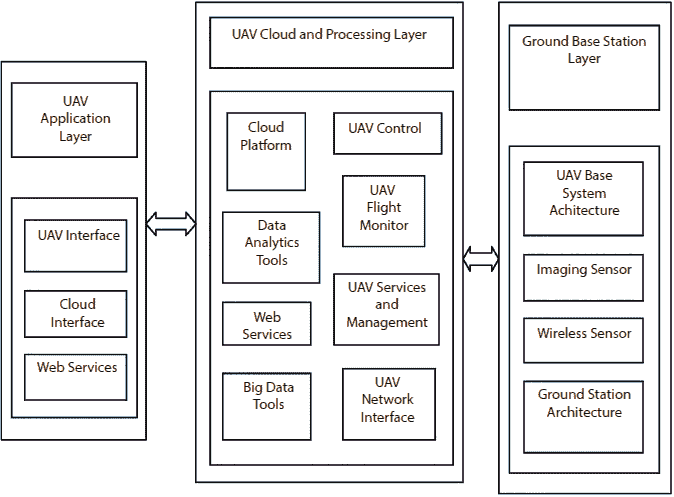 UAV
Application
Layer
UAV Interface
Cloud
Interface
Web Services
UAV Cloud and Processing Layer
Cloud
Platform
UAV Control
UAV
Flight
Monitor
Data
Analytics
Tools
UAV Services
and
Management
Web
Services
Big Data
Tools
UAV
Network
Interface
Ground Base Station
Layer
UAV Base
System
Achitecture
Imaging Sensor
Wireless Sensor
Ground Station
Architecture